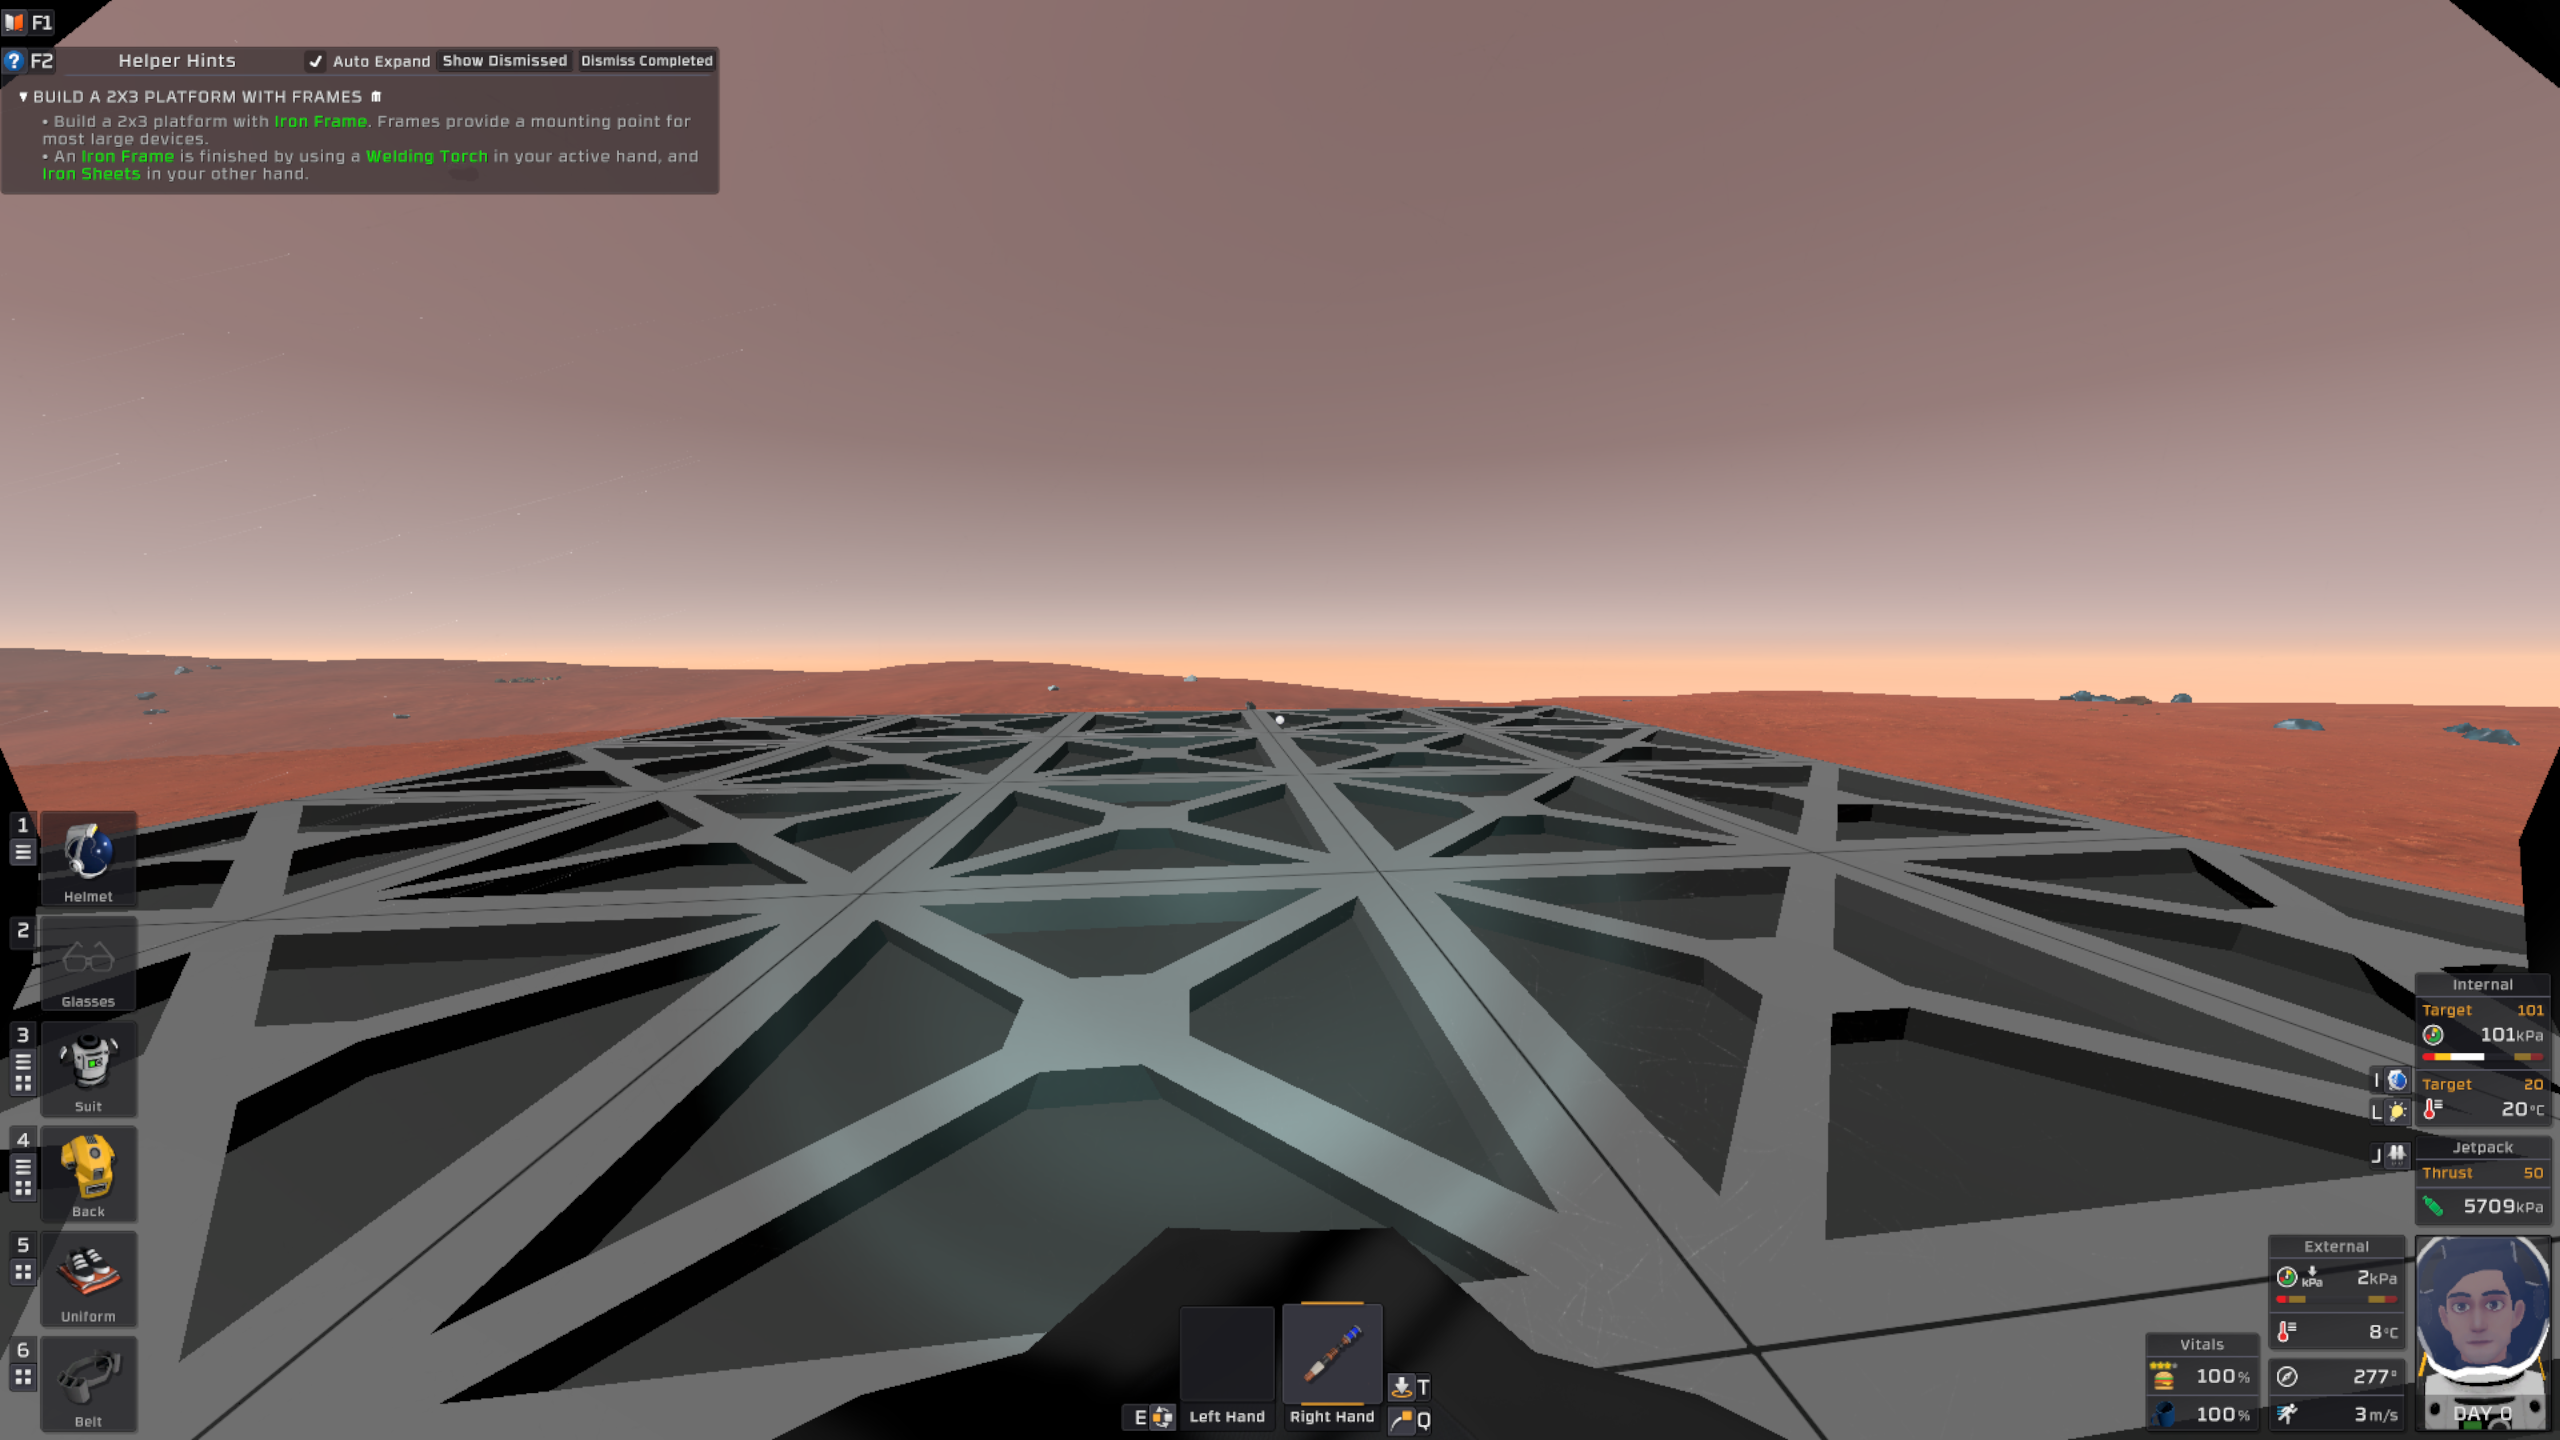 F1
F2
Helper Hints
✓ Auto Expand
Show Dismissed
Dismiss Completed
▼ BUILD A 2X3 PLATFORM WITH FRAMES
• Build a 2x3 platform with Iron Frame. Frames provide a mounting point for
most large devices.
• An Iron Frame is finished by using a Welding Torch in your active hand, and
Iron Sheets in your other hand.
1
Helmet
2
Glasses
3
Suit
4
Back
5
Uniform
6
Belt
E
Left Hand
Right Hand
T
Q
Internal
Target 101
101kPa
Target 20
20°C
I
L
J
Jetpack
Thrust 50
5709kPa
External
kPa 2kPa
8°C
277°
3m/s
Vitals
100%
100%
DAY 0